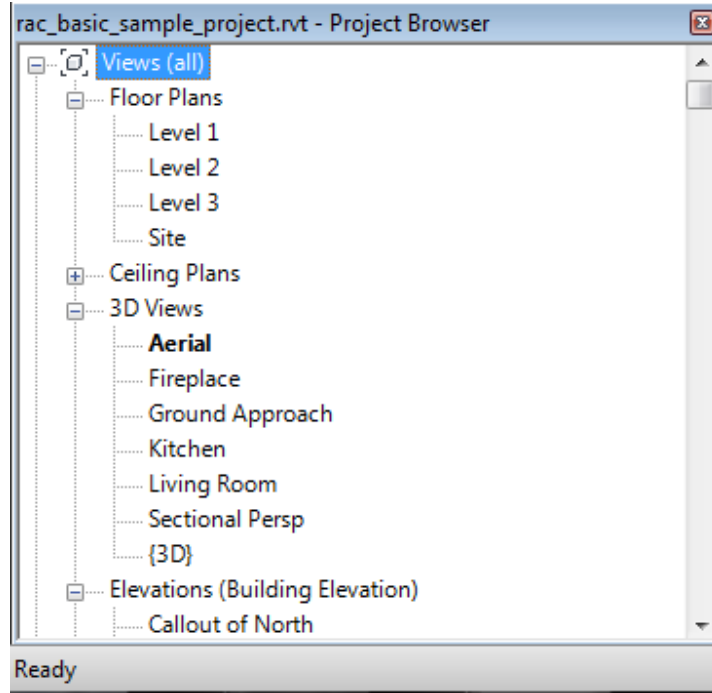 rac_basic_sample_project.rvt - Project Browser
Views (all)
Floor Plans
Level 1
Level 2
Level 3
Site
Ceiling Plans
3D Views
Aerial
Fireplace
Ground Approach
Kitchen
Living Room
Sectional Persp
{3D}
Elevations (Building Elevation)
Callout of North
Ready